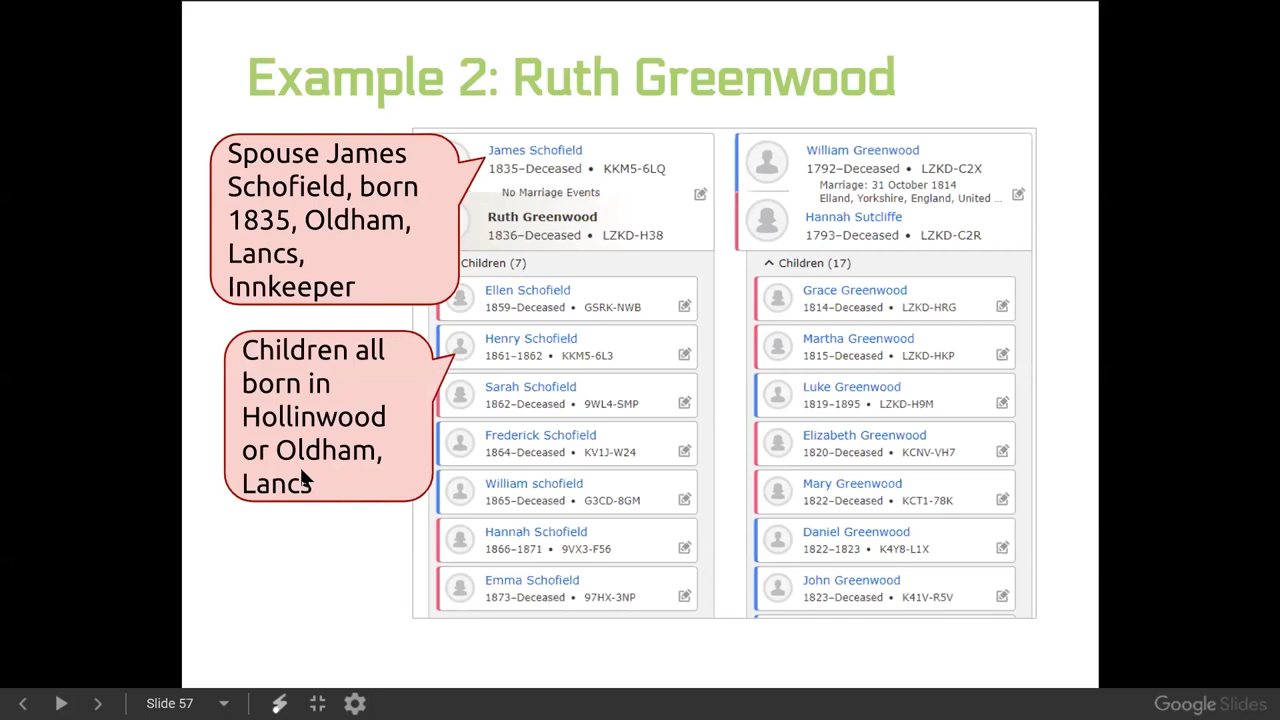 Example 2: Ruth Greenwood
Spouse James
Schofield, born
1835, Oldham,
Lancs,
Innkeeper
Children all
born in
Hollinwood
or Oldham,
Lancs
James Schofield
1835–Deceased • KKM5-6LQ
No Marriage Events
Ruth Greenwood
1836–Deceased • LZKD-H38
Children (7)
Ellen Schofield
1859–Deceased • GSRK-NWB
Henry Schofield
1861–1862 • KKM5-6L3
Sarah Schofield
1862–Deceased • 9WL4-SMP
Frederick Schofield
1864–Deceased • KV1J-W24
William schofield
1865–Deceased • G3CD-8GM
Hannah Schofield
1866–1871 • 9VX3-F56
Emma Schofield
1873–Deceased • 97HX-3NP
William Greenwood
1792–Deceased • LZKD-C2X
Marriage: 31 October 1814
Elland, Yorkshire, England, United ...
Hannah Sutcliffe
1793–Deceased • LZKD-C2R
Children (17)
Grace Greenwood
1814–Deceased • LZKD-HRG
Martha Greenwood
1815–Deceased • LZKD-HKP
Luke Greenwood
1819–1895 • LZKD-H9M
Elizabeth Greenwood
1820–Deceased • KCNV-VH7
Mary Greenwood
1822–Deceased • KCT1-78K
Daniel Greenwood
1822–1823 • K4Y8-L1X
John Greenwood
1823–Deceased • K41V-R5V
Slide 57
Google Slides